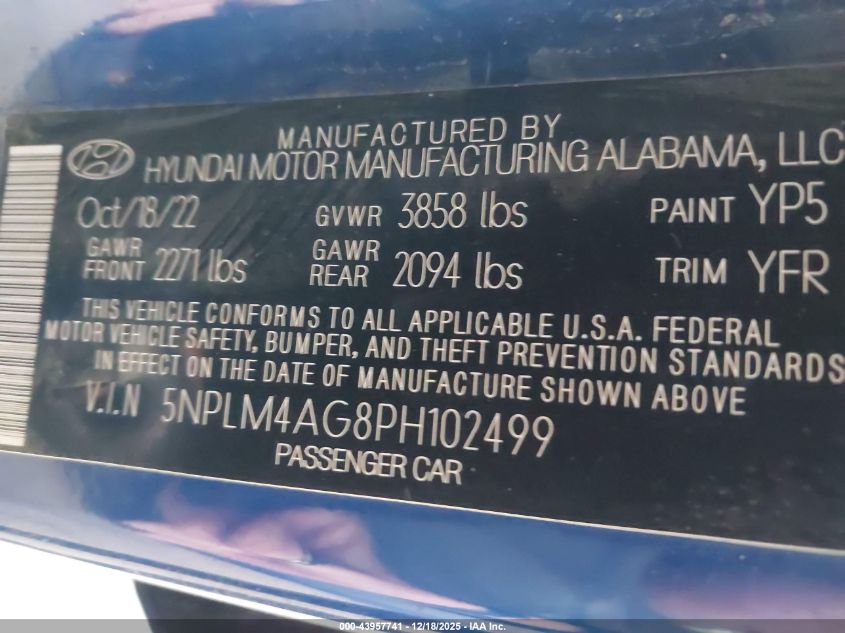 MANUFACTURED BY
HYUNDAI MOTOR MANUFACTURING ALABAMA, LLC
Oct/18/22 GVWR 3858 lbs PAINT YP5
GAWR FRONT 2271 lbs GAWR REAR 2094 lbs TRIM YFR
THIS VEHICLE CONFORMS TO ALL APPLICABLE U.S.A. FEDERAL
MOTOR VEHICLE SAFETY, BUMPER, AND THEFT PREVENTION STANDARDS
IN EFFECT ON THE DATE OF MANUFACTURE SHOWN ABOVE
V.I.N 5NPLM4AG8PH102499
PASSENGER CAR
000-43957741 - 12/18/2025 - IAA Inc.